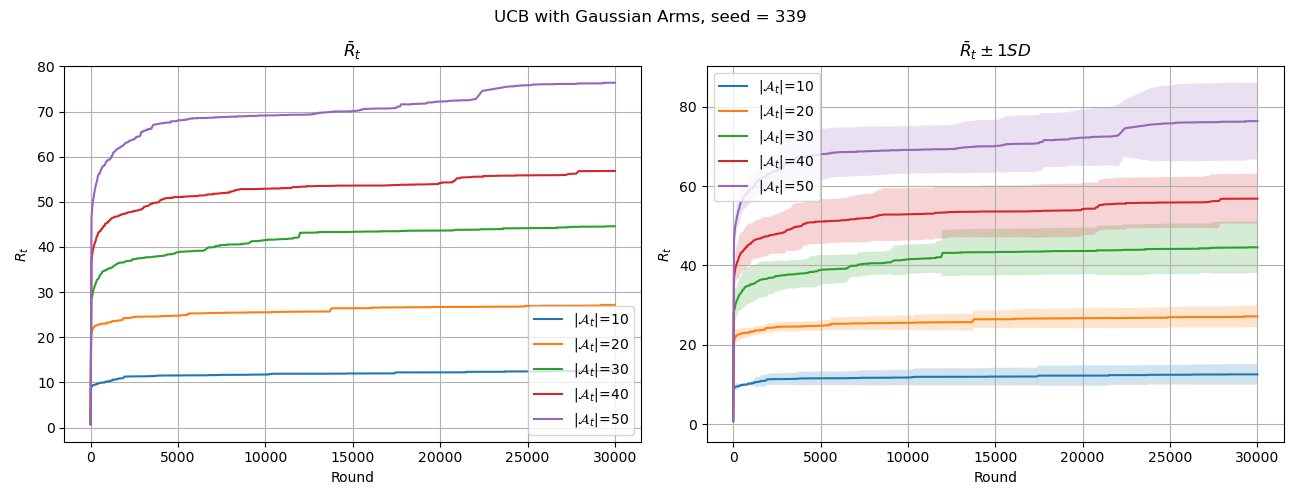 UCB with Gaussian Arms, seed = 339
R̄ₜ
80
70
60
50
40
30
20
10
0
Rₜ
0 5000 10000 15000 20000 25000 30000
Round
|𝒜ₜ|=10
|𝒜ₜ|=20
|𝒜ₜ|=30
|𝒜ₜ|=40
|𝒜ₜ|=50
R̄ₜ ± 1SD
80
60
40
20
0
Rₜ
0 5000 10000 15000 20000 25000 30000
Round
|𝒜ₜ|=10
|𝒜ₜ|=20
|𝒜ₜ|=30
|𝒜ₜ|=40
|𝒜ₜ|=50